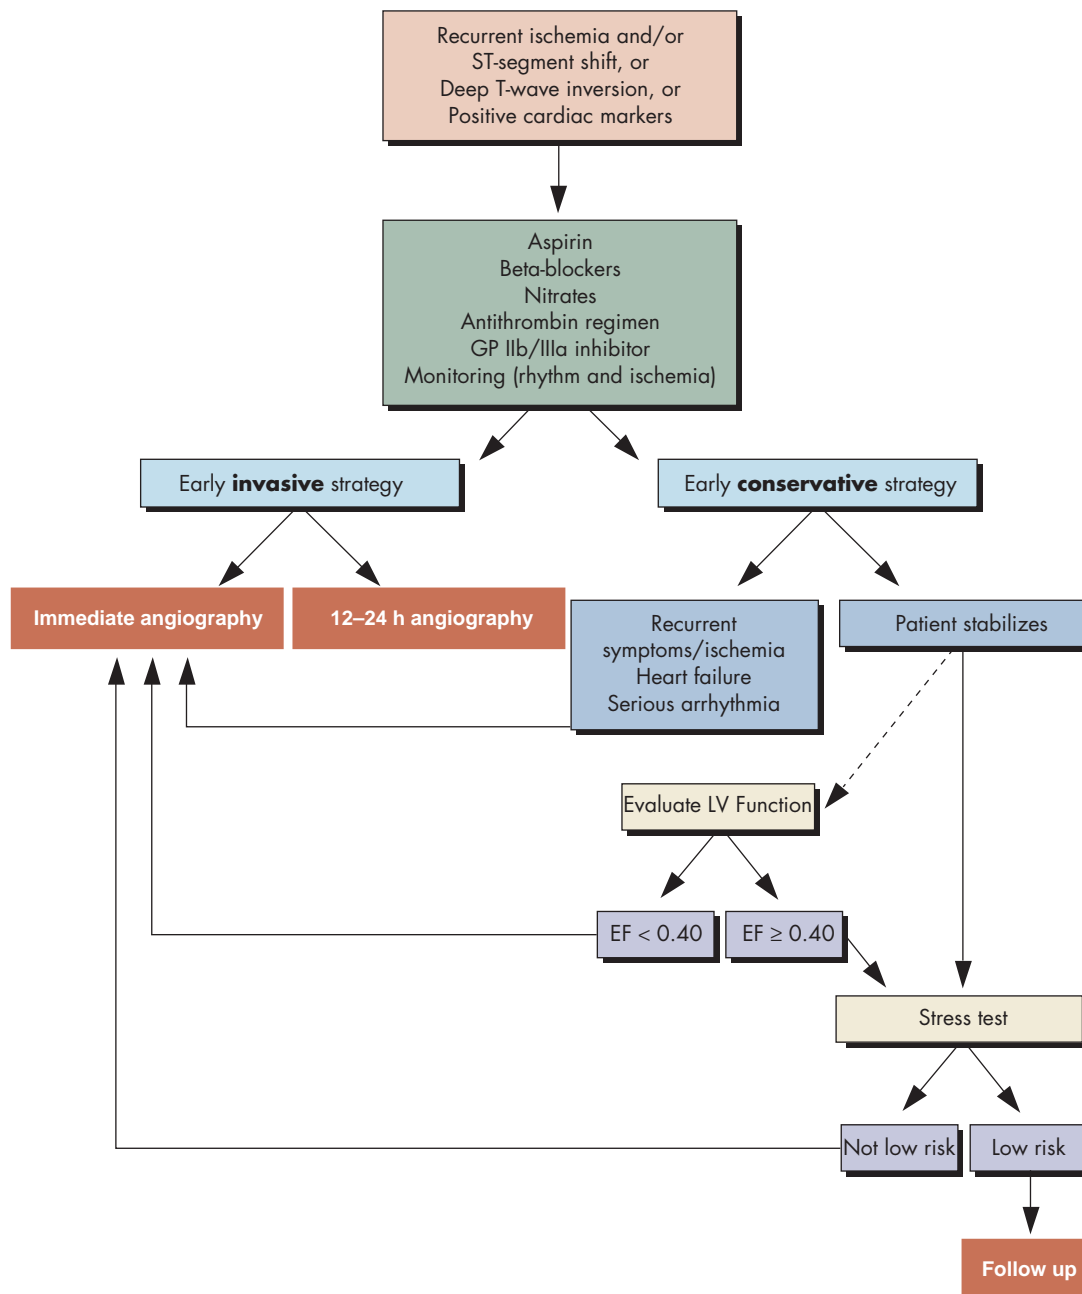 Recurrent ischemia and/or
ST-segment shift, or
Deep T-wave inversion, or
Positive cardiac markers
Aspirin
Beta-blockers
Nitrates
Antithrombin regimen
GP IIb/IIIa inhibitor
Monitoring (rhythm and ischemia)
Early invasive strategy
Early conservative strategy
Immediate angiography
12–24 h angiography
Recurrent
symptoms/ischemia
Heart failure
Serious arrhythmia
Patient stabilizes
Evaluate LV Function
EF < 0.40
EF ≥ 0.40
Stress test
Not low risk
Low risk
Follow up